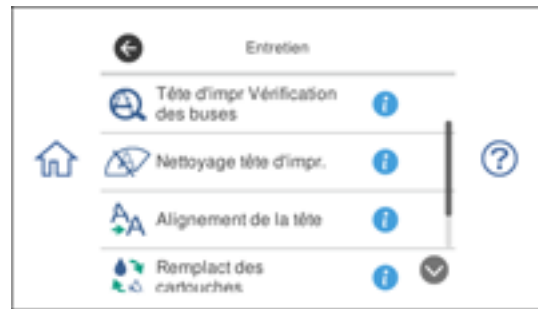 Entretien
Tête d'impr Vérification
des buses
Nettoyage tête d'impr.
Alignement de la tête
Remplact des
cartouches